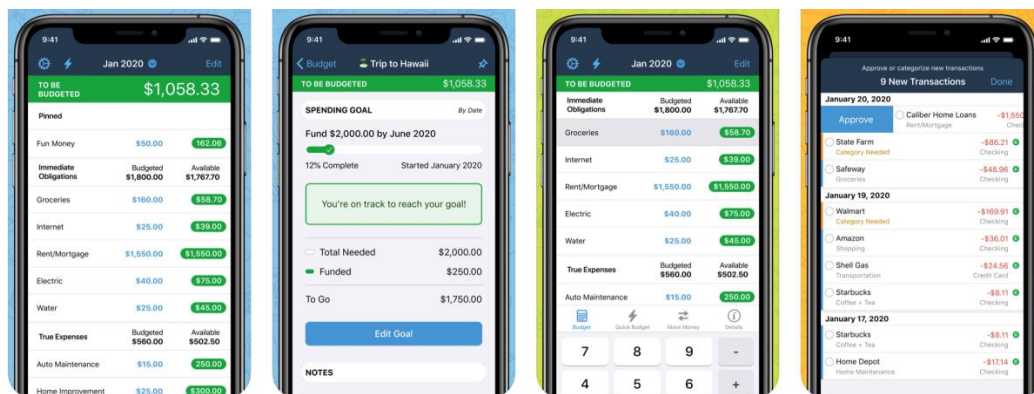 9:41
Jan 2020
Edit
TO BE BUDGETED $1,058.33
Pinned
Fun Money $50.00 162.06
Immediate Obligations Budgeted $1,800.00 Available $1,767.70
Groceries $160.00 $58.70
Internet $25.00 $39.00
Rent/Mortgage $1,550.00 $1,550.00
Electric $40.00 $75.00
Water $25.00 $45.00
True Expenses Budgeted $560.00 Available $502.50
Auto Maintenance $15.00 250.00
Home Improvement $25.00 $300.00
9:41
Budget Trip to Hawaii
TO BE BUDGETED $1,058.33
SPENDING GOAL By Date
Fund $2,000.00 by June 2020
12% Complete Started January 2020
You're on track to reach your goal!
Total Needed $2,000.00
Funded $250.00
To Go $1,750.00
Edit Goal
NOTES
9:41
Jan 2020 Edit
TO BE BUDGETED $1,058.33
Immediate Obligations Budgeted $1,800.00 Available $1,767.70
Groceries $160.00 $58.70
Internet $25.00 $39.00
Rent/Mortgage $1,550.00 $1,550.00
Electric $40.00 $75.00
Water $25.00 $45.00
True Expenses Budgeted $560.00 Available $502.50
Auto Maintenance $15.00 250.00
Budget Quick Budget Move Money Details
7 8 9 -
4 5 6 +
9:41
Approve or categorize new transactions
9 New Transactions Done
January 20, 2020
Approve Caliber Home Loans -$1,550
Rent/Mortgage Chec
State Farm -$88.21
Category Needed Checking
Safeway -$48.96
Groceries Checking
January 19, 2020
Walmart -$169.91
Category Needed Checking
Amazon -$36.01
Shopping Checking
Shell Gas -$24.56
Transportation Credit Card
Starbucks -$8.11
Coffee + Tea Checking
January 17, 2020
Starbucks -$8.11
Coffee + Tea Checking
Home Depot -$17.14
Home Maintenance Checking